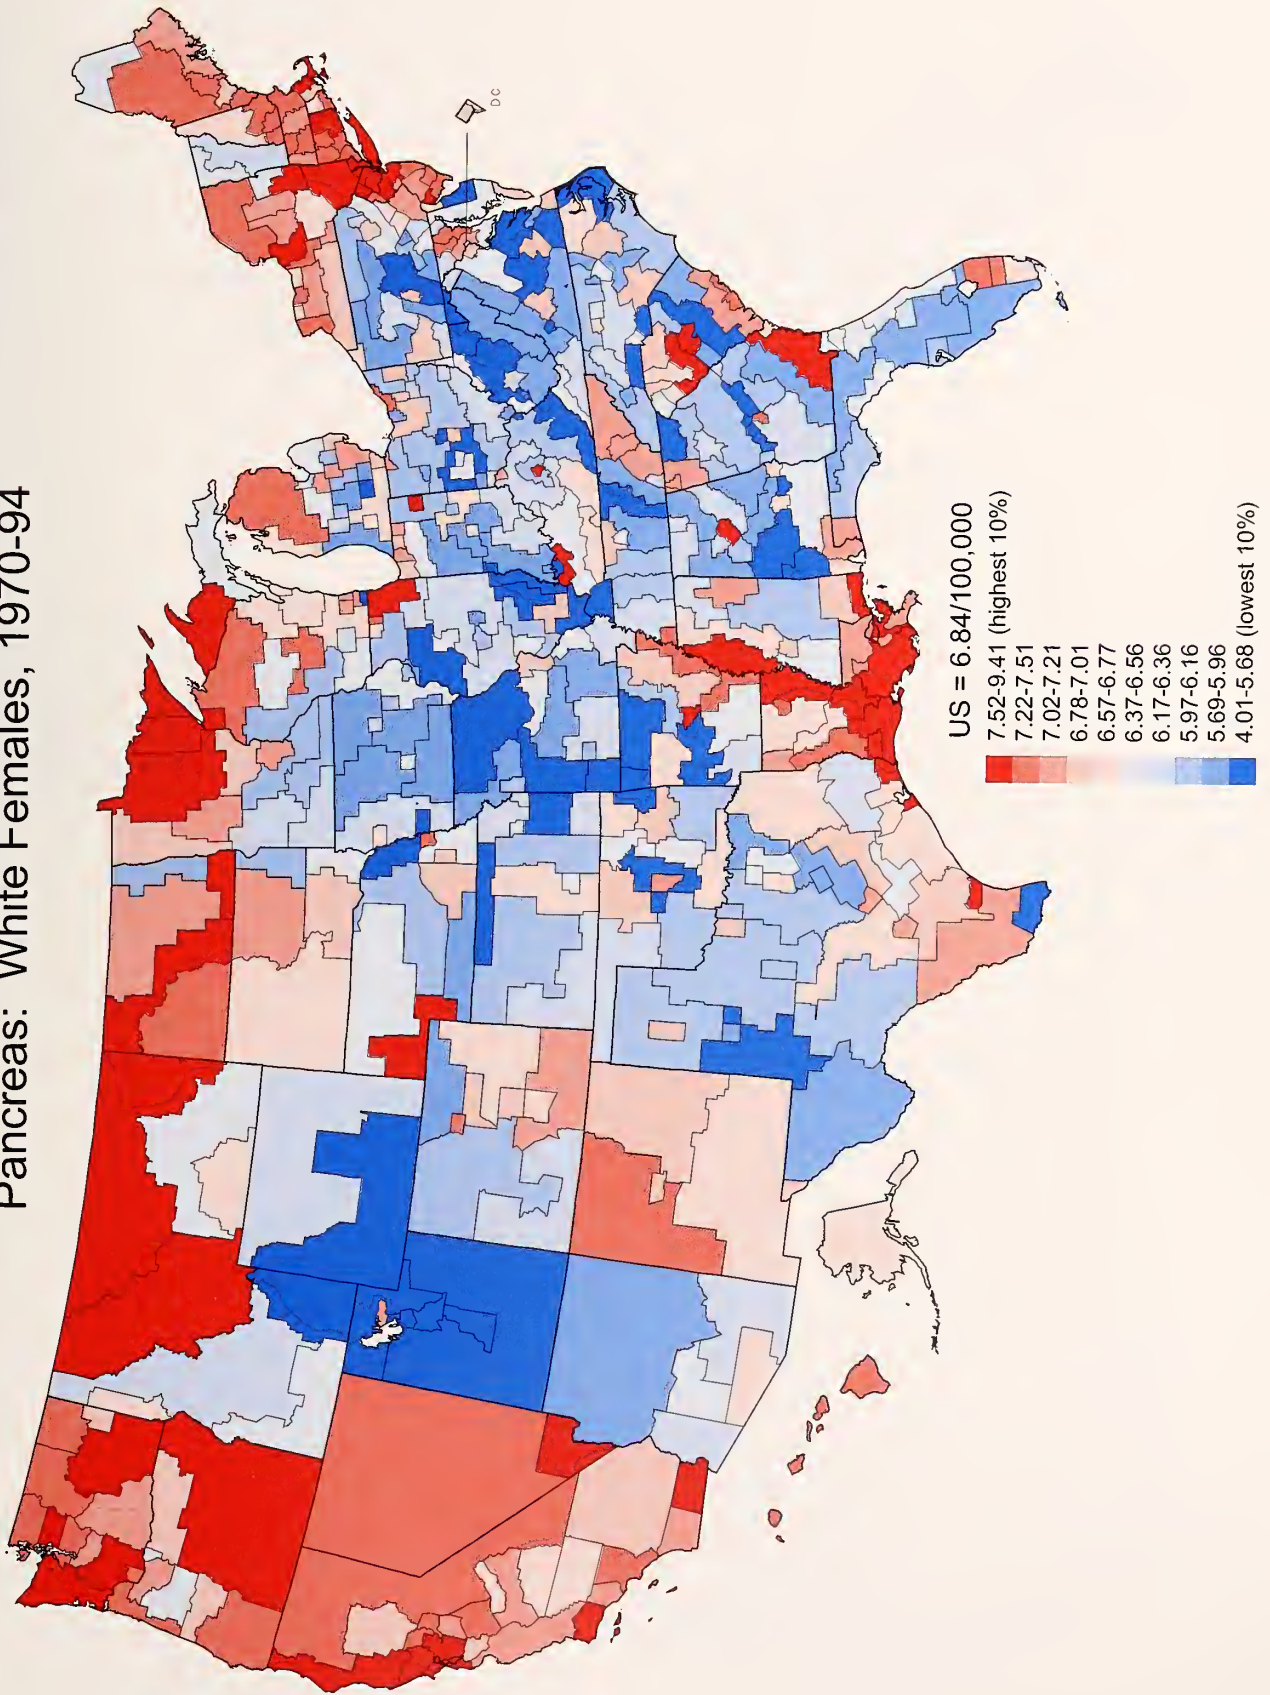 Pancreas: White Females, 1970-94
DC
US = 6.84/100,000
7.52-9.41 (highest 10%)
7.22-7.51
7.02-7.21
6.78-7.01
6.57-6.77
6.37-6.56
6.17-6.36
5.97-6.16
5.69-5.96
4.01-5.68 (lowest 10%)